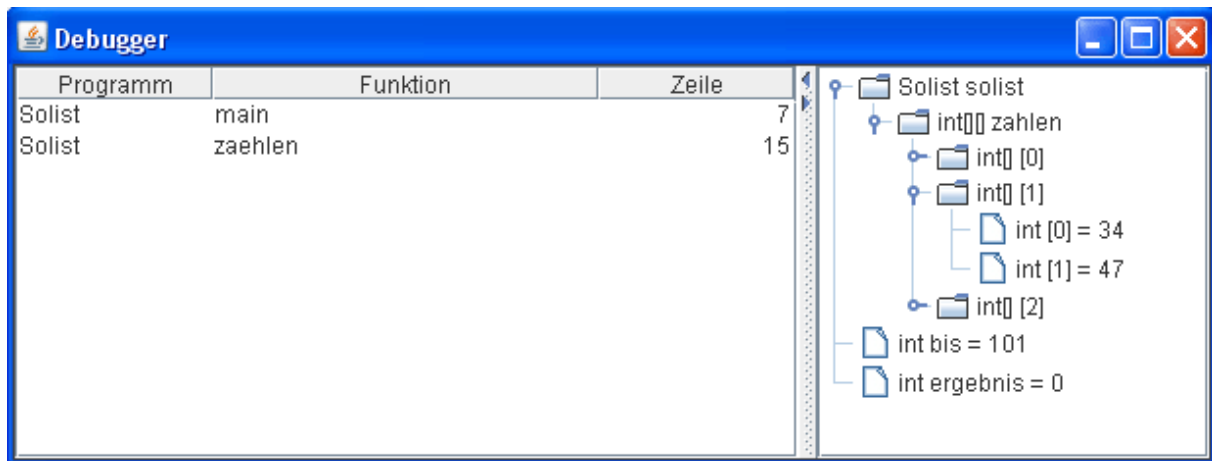 Debugger
Programm Funktion Zeile
Solist main 7
Solist zaehlen 15
Solist solist
int[][] zahlen
int[] [0]
int[] [1]
int [0] = 34
int [1] = 47
int[] [2]
int bis = 101
int ergebnis = 0